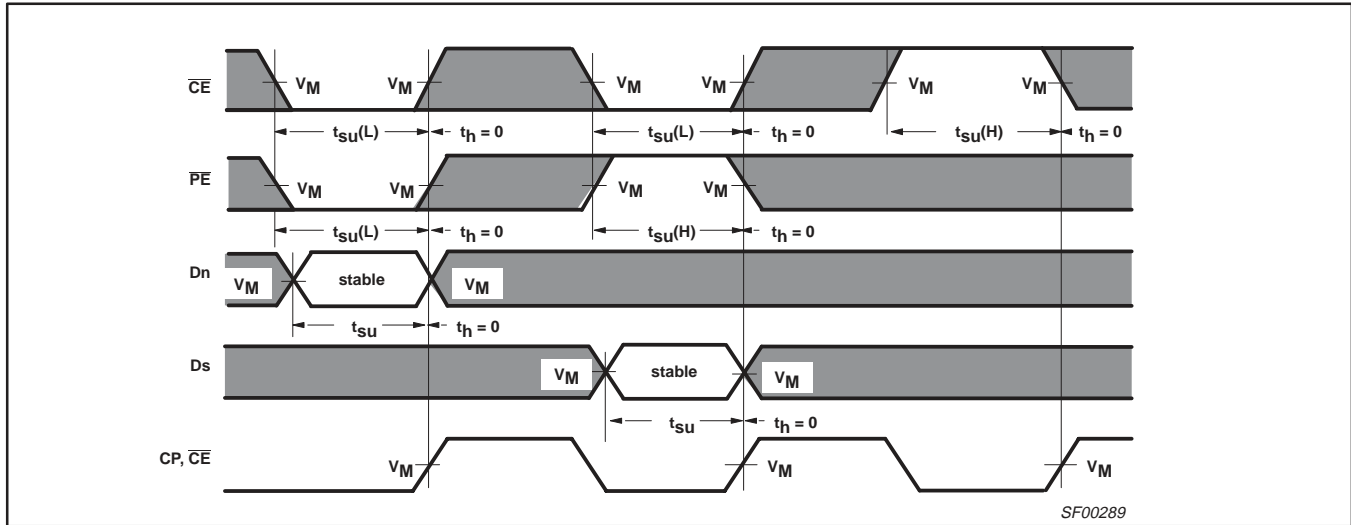 CE VM VM VM VM VM VM
tsu(L) th = 0 tsu(L) th = 0 tsu(H) th = 0
PE VM VM VM VM
tsu(L) th = 0 tsu(H) th = 0
Dn VM stable VM
tsu th = 0
Ds VM stable VM
tsu th = 0
CP, CE VM VM VM
SF00289